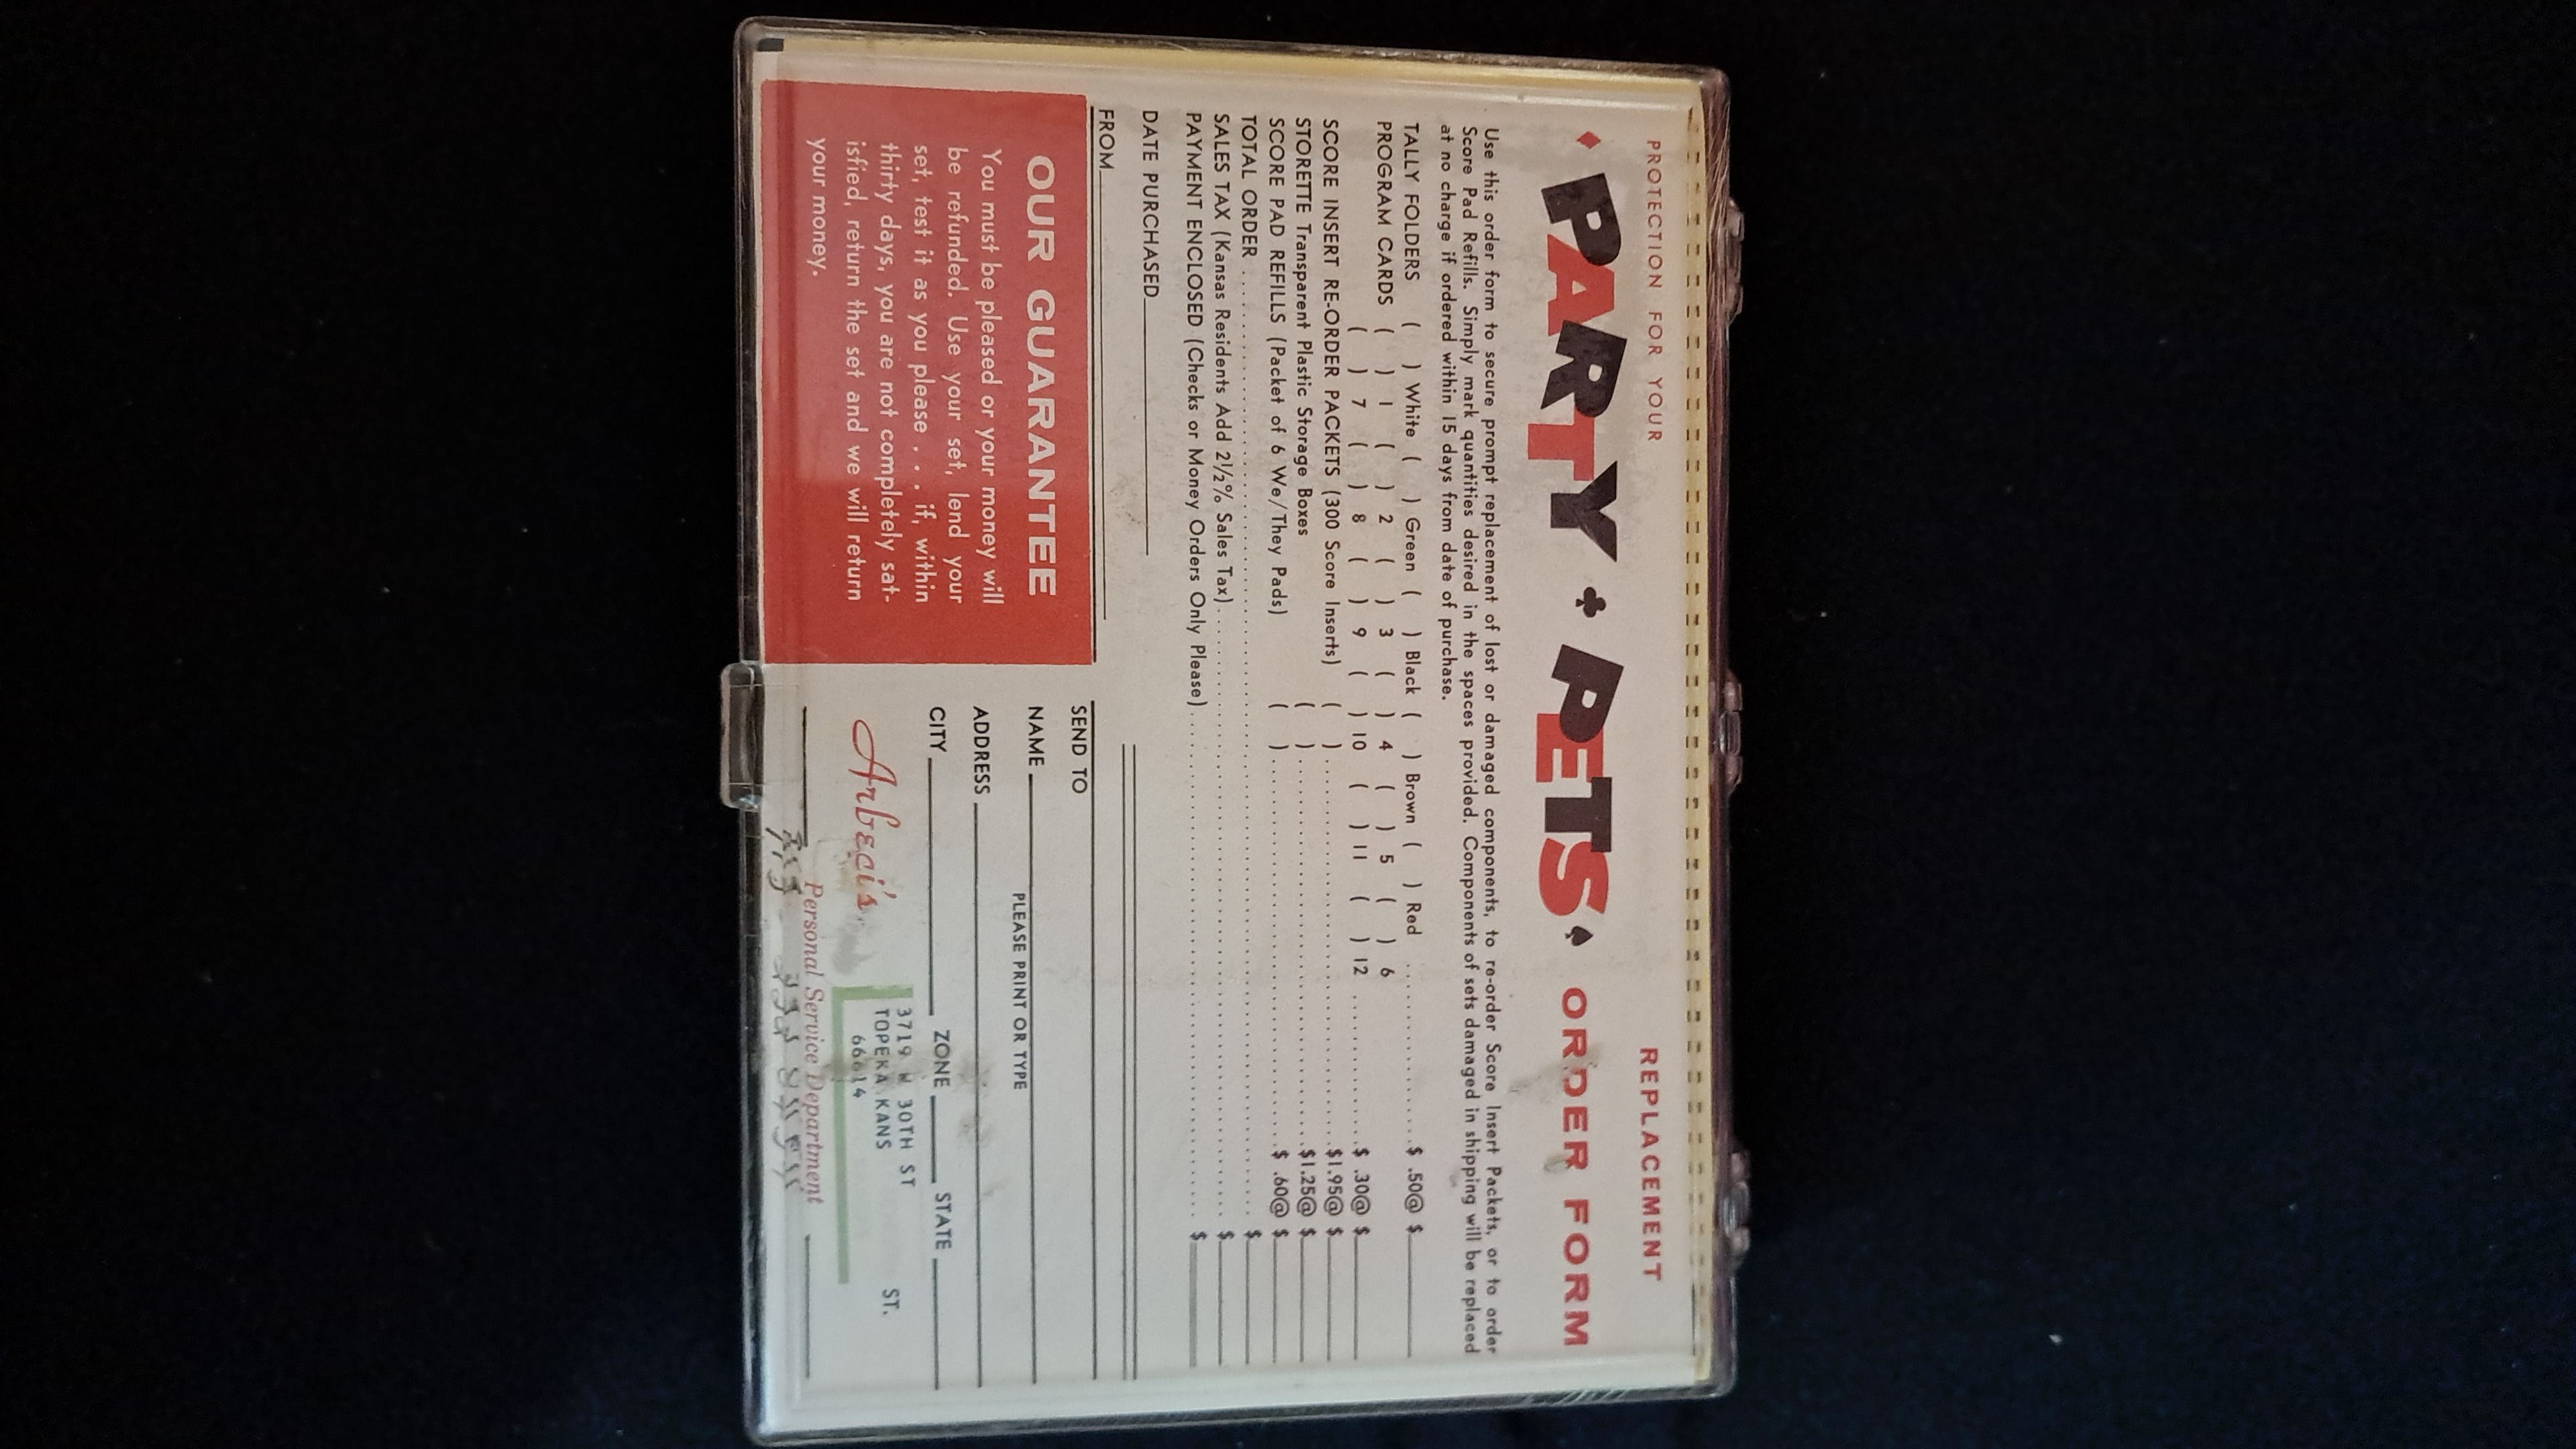 PROTECTION FOR YOUR REPLACEMENT
♦ PARTY ♣ PETS ♠ ORDER FORM
Use this order form to secure prompt replacement of lost or damaged components, to re-order Score Insert Packets, or to order
Score Pad Refills. Simply mark quantities desired in the spaces provided. Components of sets damaged in shipping will be replaced
at no charge if ordered within 15 days from date of purchase.
TALLY FOLDERS ( ) White ( ) Green ( ) Black ( ) Brown ( ) Red ..........$ .50@ $
PROGRAM CARDS ( ) 1 ( ) 2 ( ) 3 ( ) 4 ( ) 5 ( ) 6
( ) 7 ( ) 8 ( ) 9 ( ) 10 ( ) 11 ( ) 12 ..........$ .30@ $
SCORE INSERT RE-ORDER PACKETS (300 Score Inserts) ( )..........$1.95@ $
STORETTE Transparent Plastic Storage Boxes ( )..........$1.25@ $
SCORE PAD REFILLS (Packet of 6 We/They Pads) ( )..........$ .60@ $
TOTAL ORDER ..........$
SALES TAX (Kansas Residents Add 2½% Sales Tax)..........$
PAYMENT ENCLOSED (Checks or Money Orders Only Please)..........$
DATE PURCHASED
FROM
OUR GUARANTEE
You must be pleased or your money will
be refunded. Use your set, lend your
set, test it as you please . . . if, within
thirty days, you are not completely sat-
isfied, return the set and we will return
your money.
SEND TO
NAME
PLEASE PRINT OR TYPE
ADDRESS
CITY ZONE STATE
Arbeci's
3719 W 30TH ST
TOPEKA KANS ST.
66614
Personal Service Department